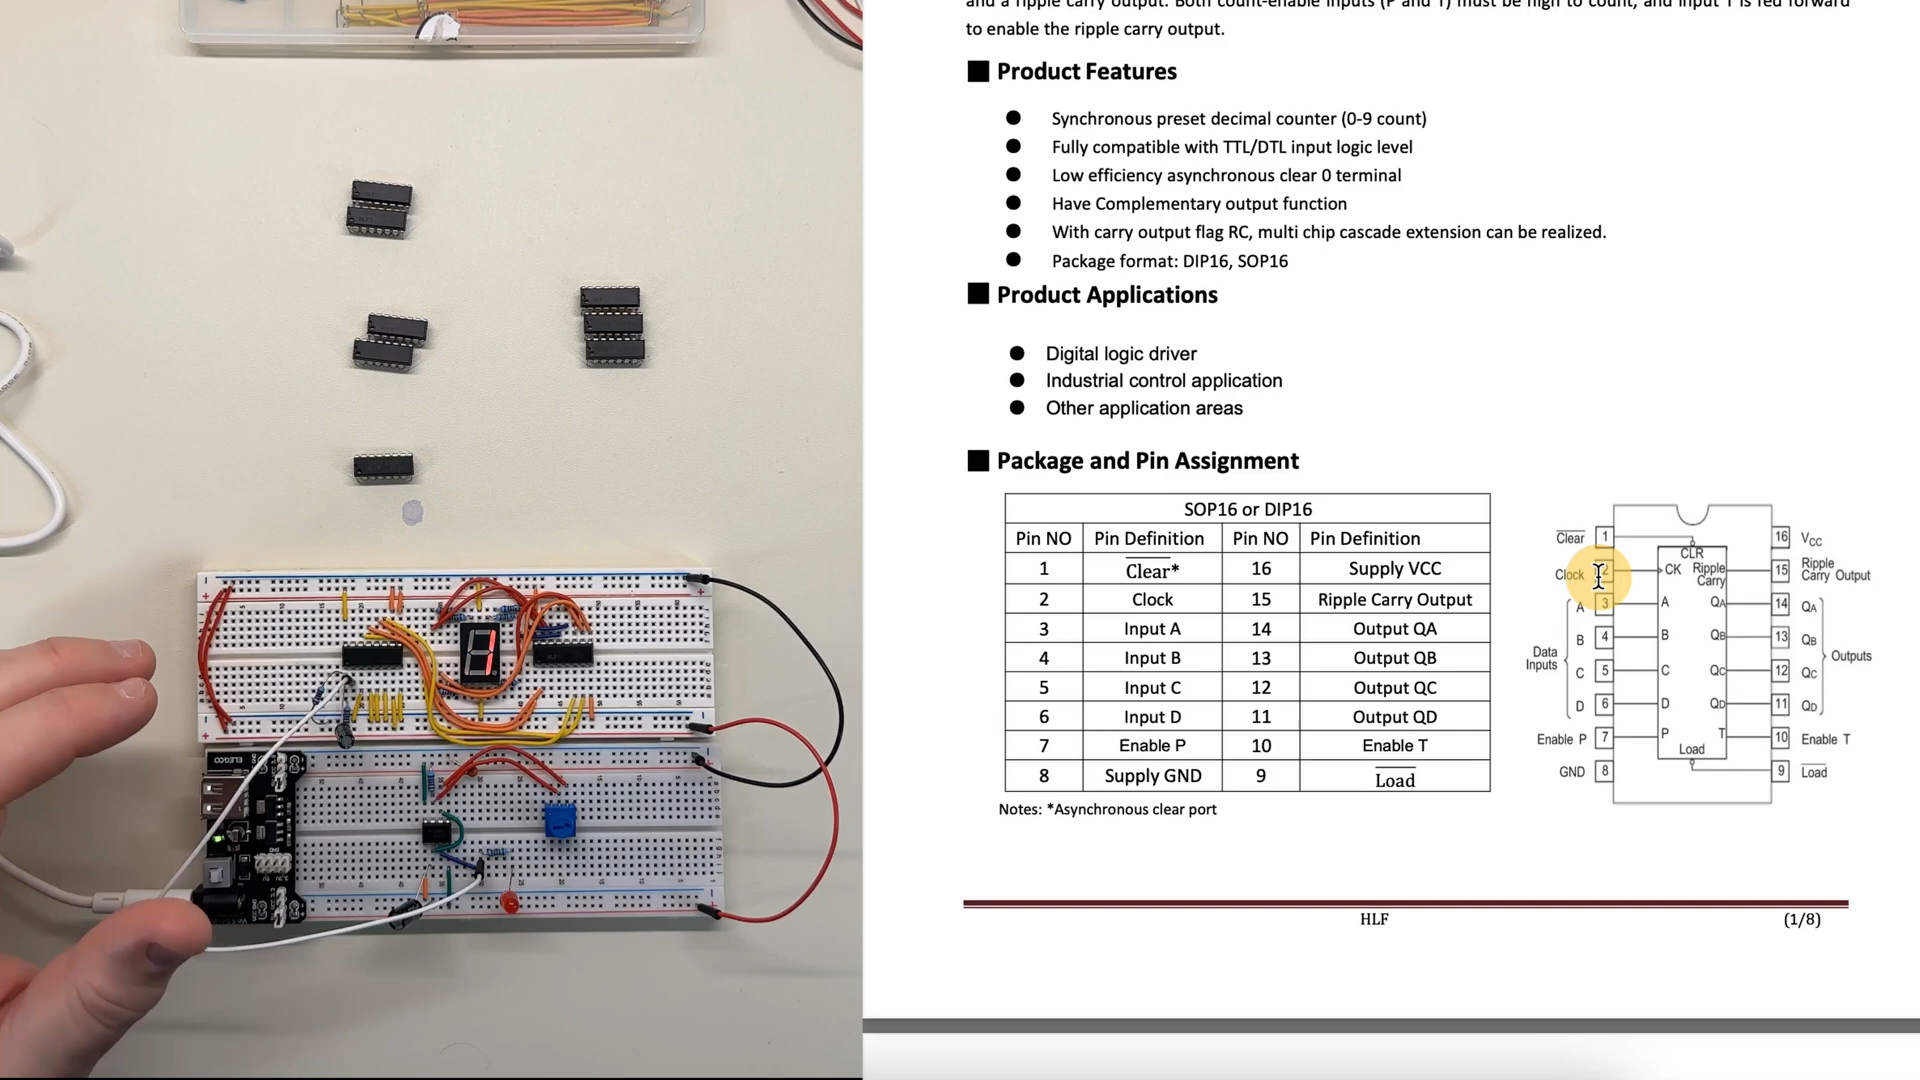 and a ripple carry output. Both count-enable inputs (P and T) must be high to count, and input T is fed forward
to enable the ripple carry output.
Product Features
Synchronous preset decimal counter (0-9 count)
Fully compatible with TTL/DTL input logic level
Low efficiency asynchronous clear 0 terminal
Have Complementary output function
With carry output flag RC, multi chip cascade extension can be realized.
Package format: DIP16, SOP16
Product Applications
Digital logic driver
Industrial control application
Other application areas
Package and Pin Assignment
SOP16 or DIP16
Pin NO Pin Definition Pin NO Pin Definition
1 Clear* 16 Supply VCC
2 Clock 15 Ripple Carry Output
3 Input A 14 Output QA
4 Input B 13 Output QB
5 Input C 12 Output QC
6 Input D 11 Output QD
7 Enable P 10 Enable T
8 Supply GND 9 Load
Notes: *Asynchronous clear port
Clear 1 CLR 16 VCC
Clock 2 CK Ripple Carry 15 Ripple Carry Output
A 3 A QA 14 QA
B 4 B QB 13 QB
Data Inputs
Outputs
C 5 C QC 12 QC
D 6 D QD 11 QD
Enable P 7 P T 10 Enable T
Load
GND 8 9 Load
HLF (1/8)
ELEGOO